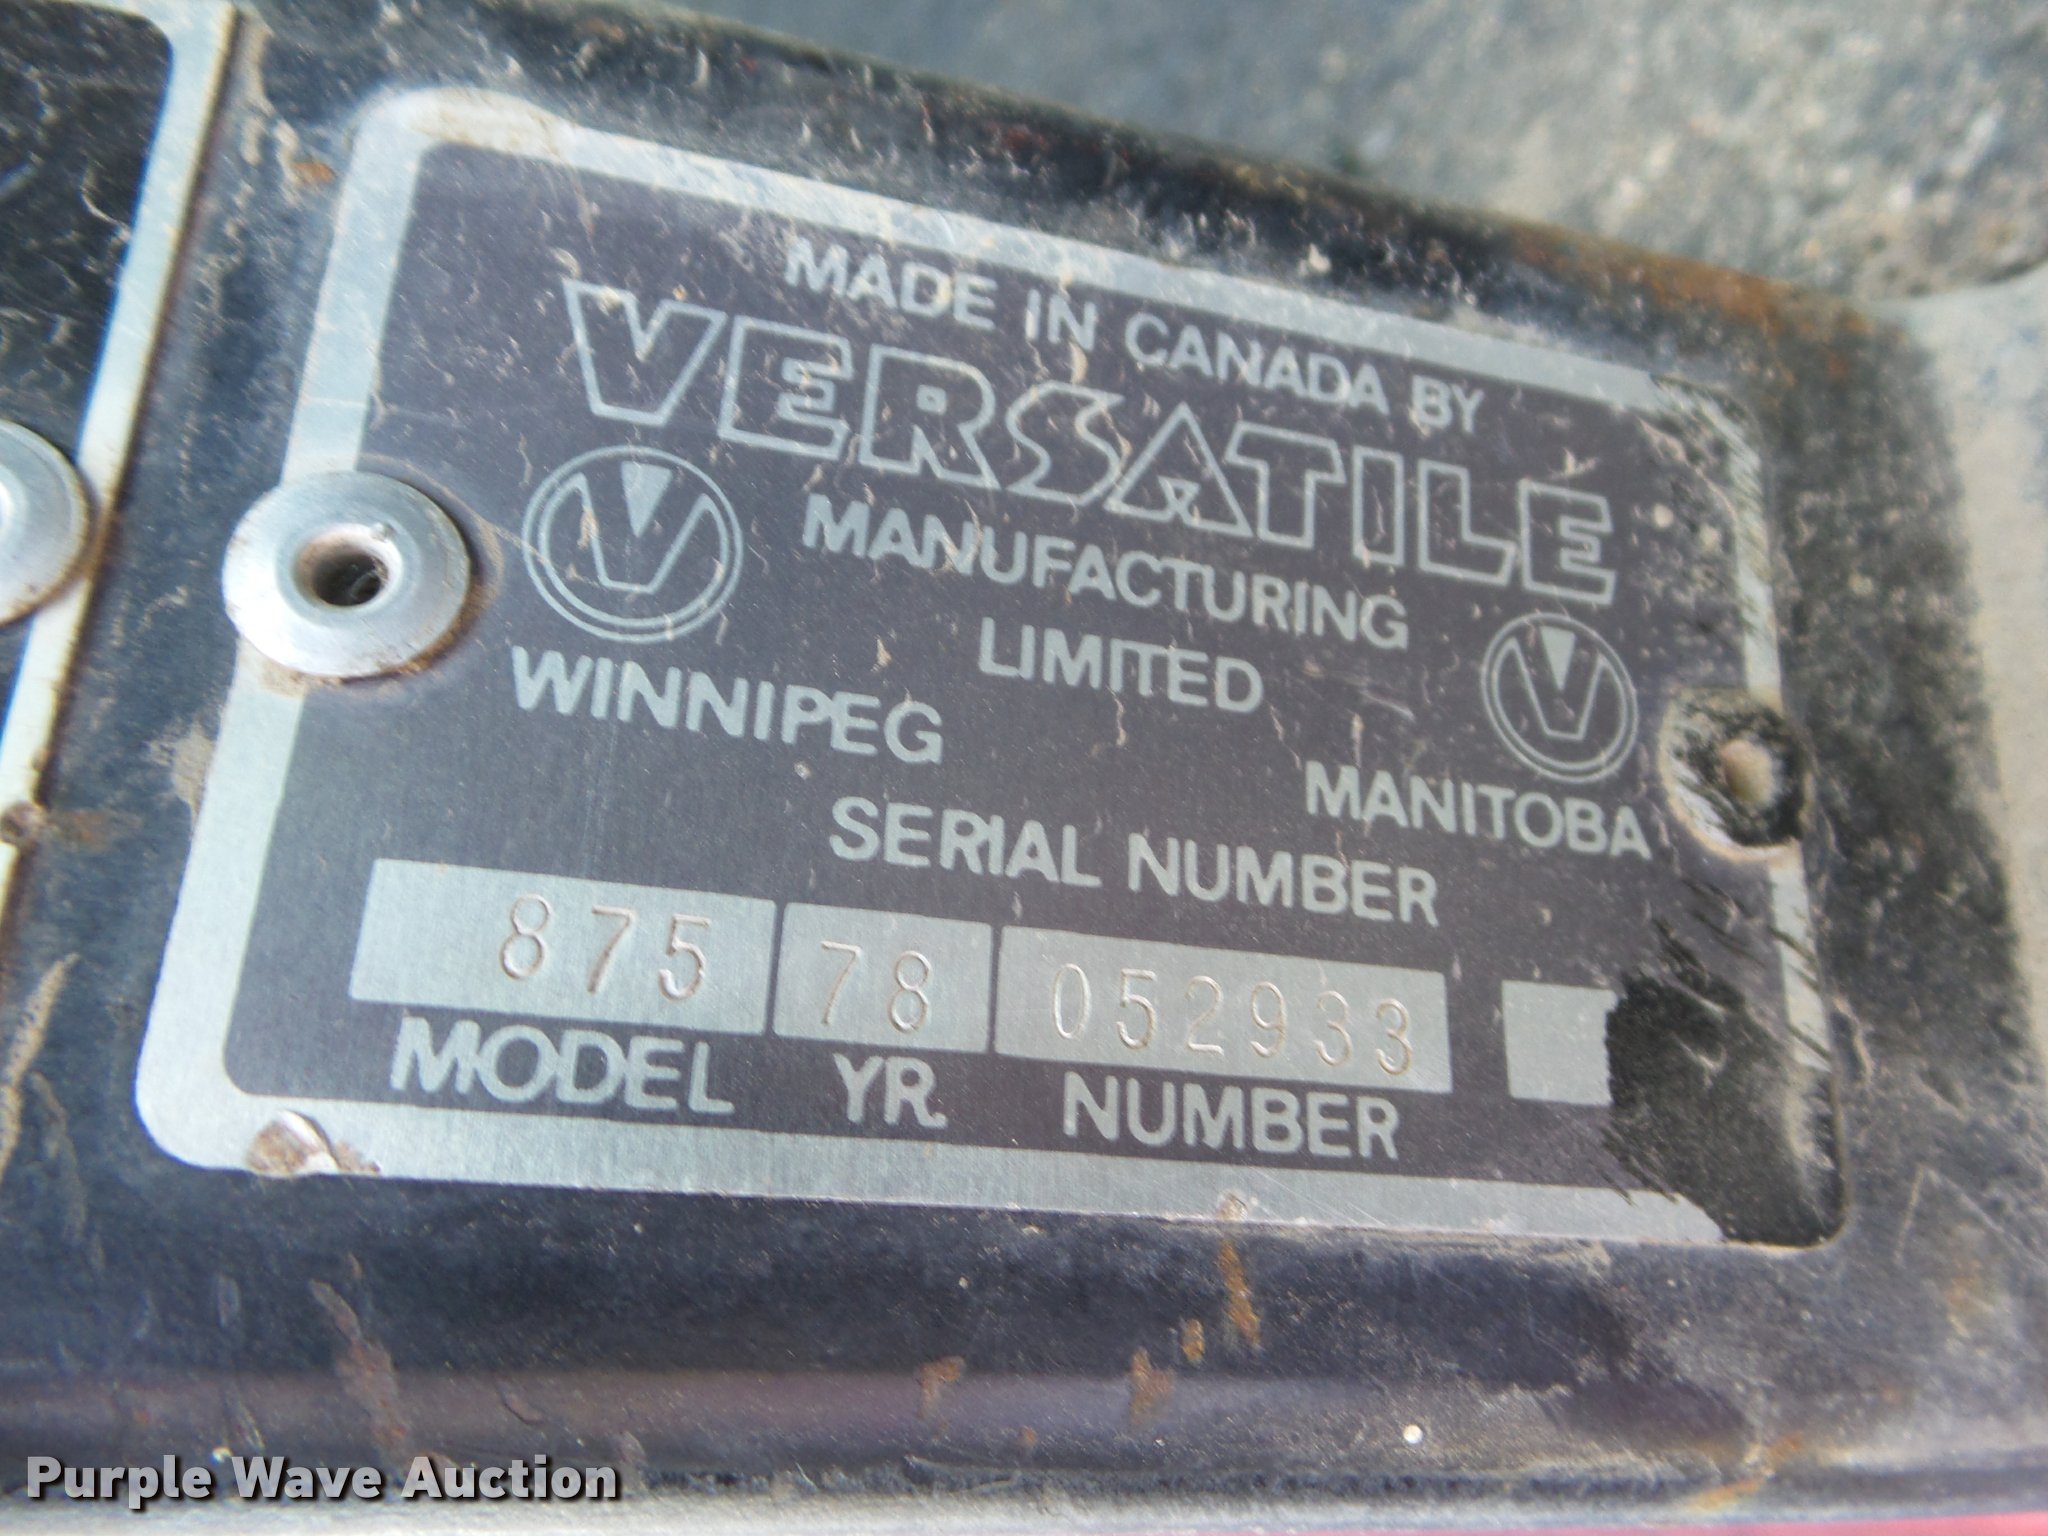 MADE IN CANADA BY
VERSATILE
MANUFACTURING
LIMITED
WINNIPEG MANITOBA
SERIAL NUMBER
875 78 052933
MODEL YR. NUMBER
Purple Wave Auction